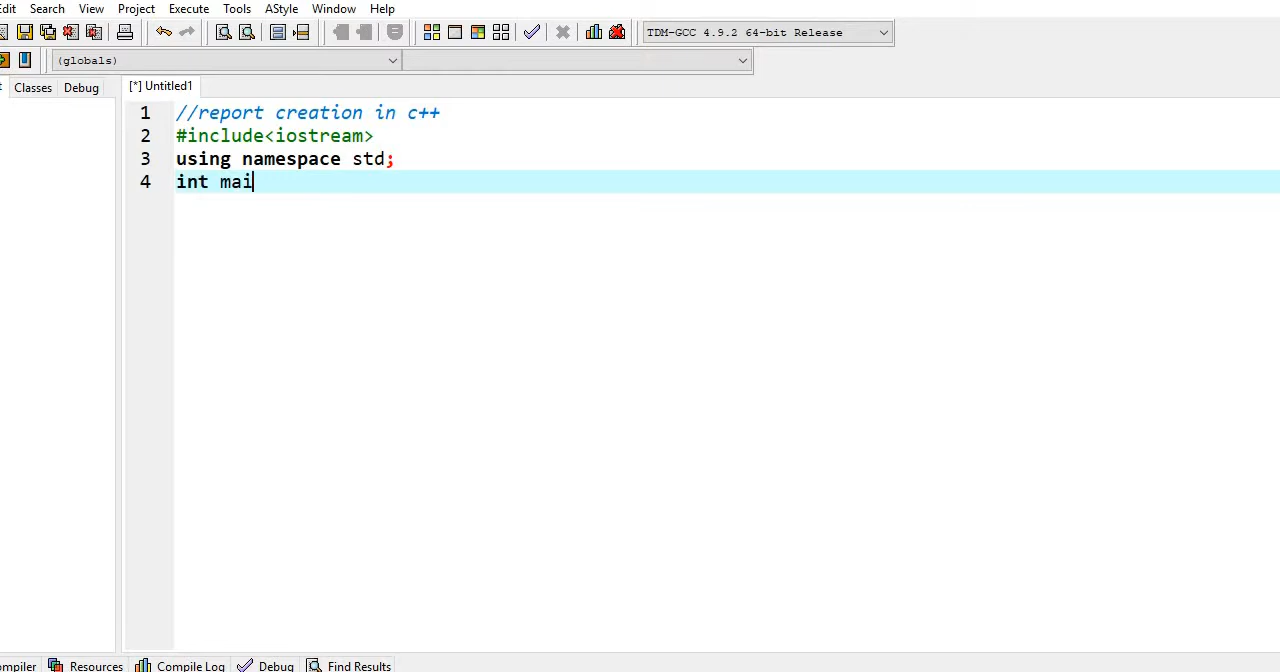 Edit Search View Project Execute Tools AStyle Window Help
TDM-GCC 4.9.2 64-bit Release
(globals)
Classes Debug [*] Untitled1
1 //report creation in c++
2 #include<iostream>
3 using namespace std;
4 int mai
ompiler Resources Compile Log Debug Find Results